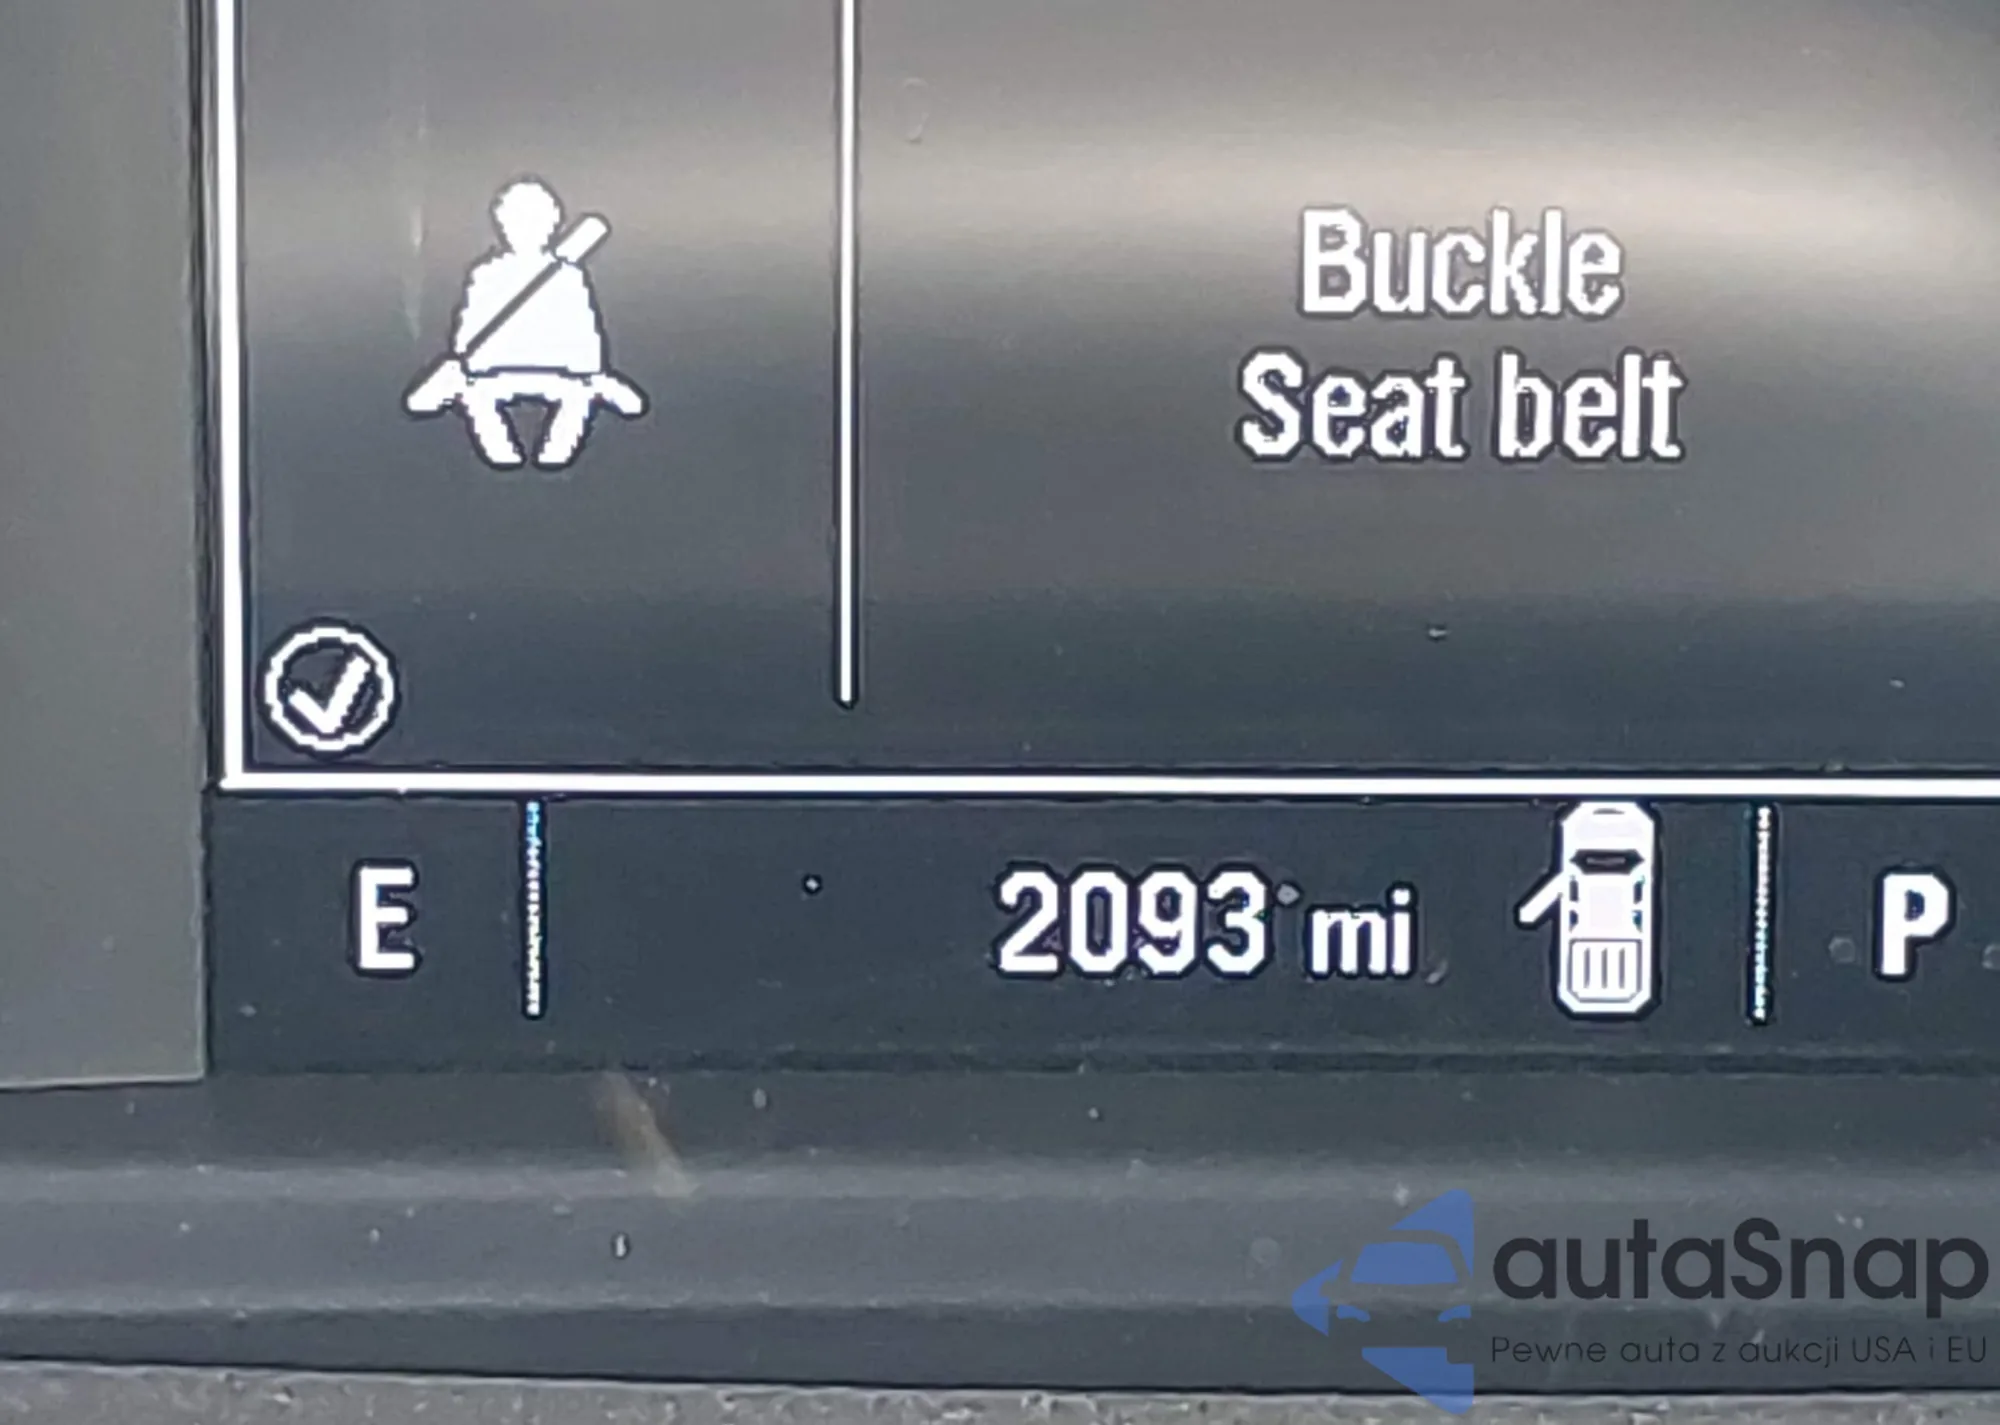 Buckle
Seat belt
E
2093 mi
P
autaSnap
Pewne auta z aukcji USA i EU